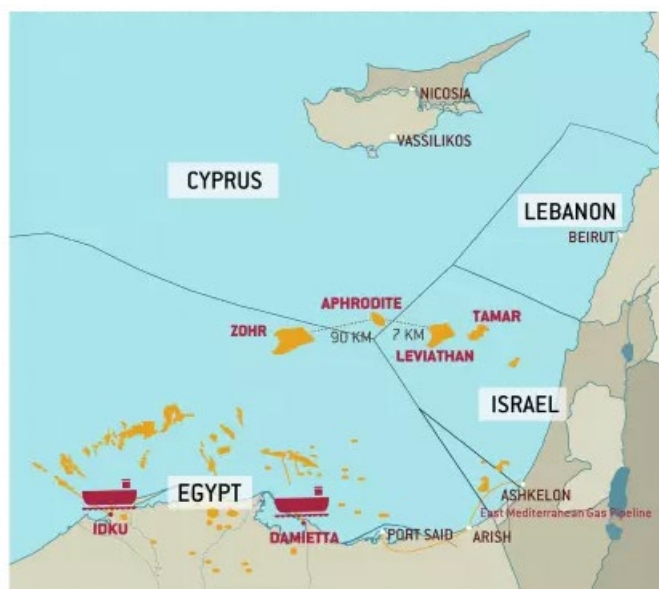 NICOSIA
VASSILIKOS
CYPRUS
LEBANON
BEIRUT
APHRODITE
ZOHR
TAMAR
90 KM
7 KM
LEVIATHAN
ISRAEL
EGYPT
ASHKELON
East Mediterranean Gas Pipeline
IDKU
DAMIETTA
PORT SAID
ARISH